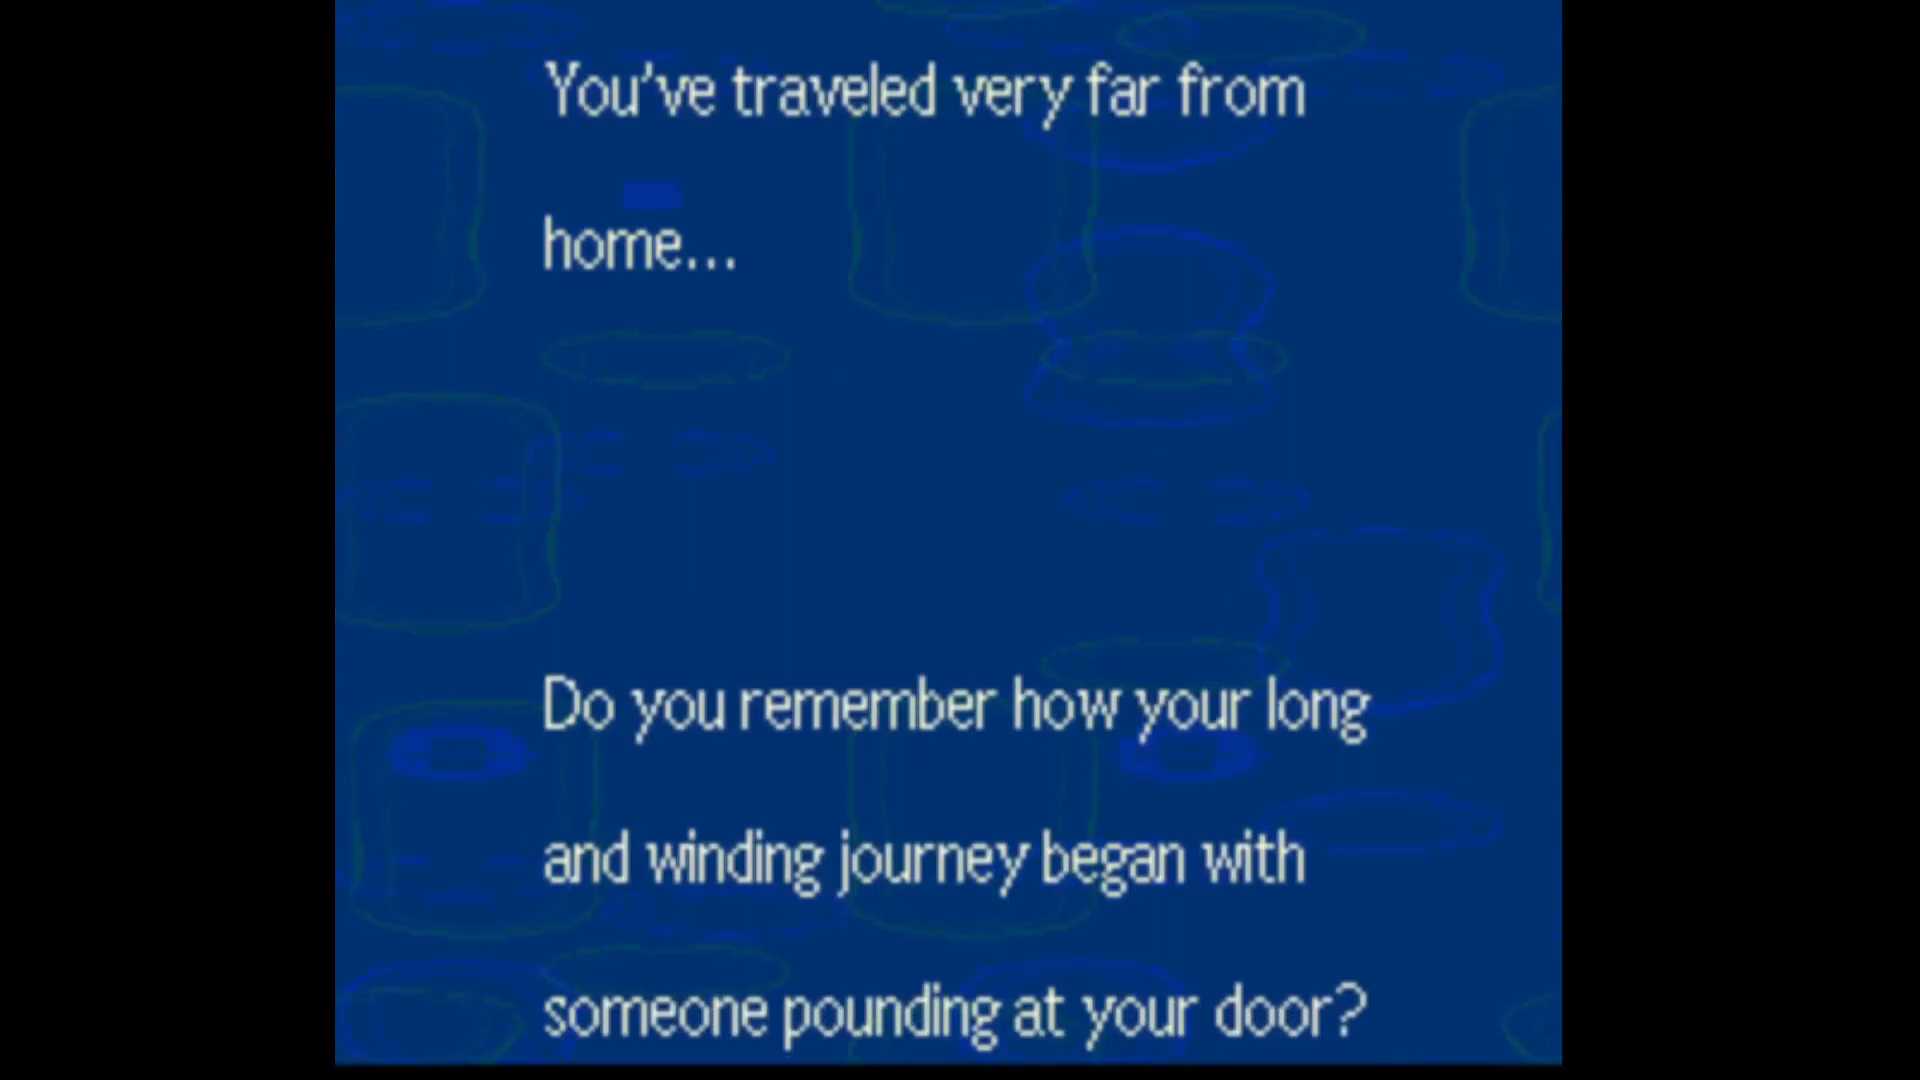 You've traveled very far from
home...
Do you remember how your long
and winding journey began with
someone pounding at your door?